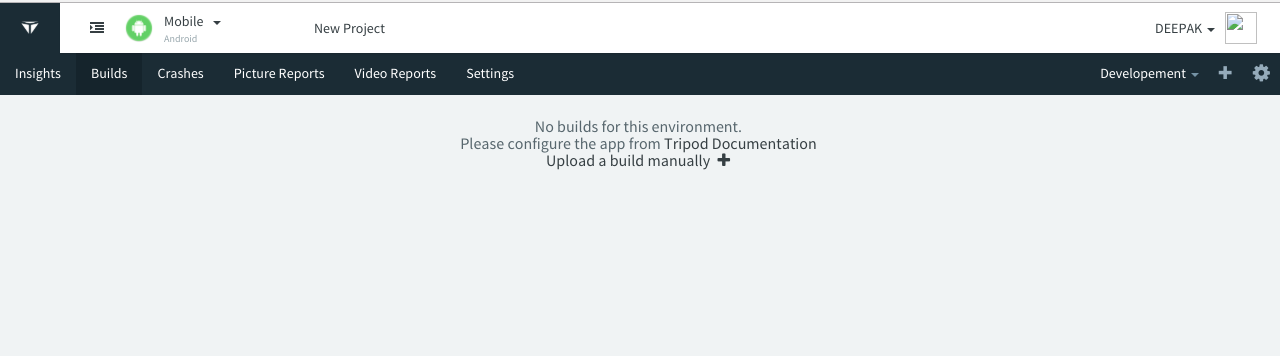 Mobile
Android
New Project
DEEPAK
Insights Builds Crashes Picture Reports Video Reports Settings Developement
No builds for this environment.
Please configure the app from Tripod Documentation
Upload a build manually